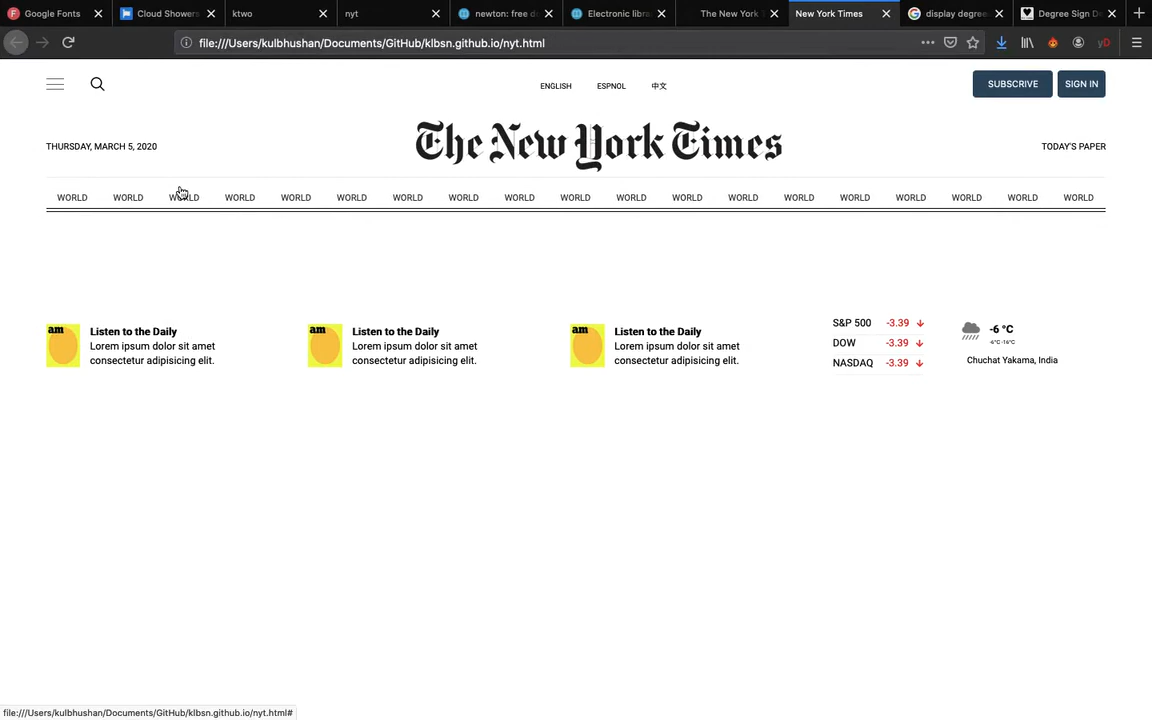 Google Fonts
Cloud Showers
ktwo
nyt
newton: free d
Electronic libra
The New York
New York Times
display degree
Degree Sign D
file:///Users/kulbhushan/Documents/GitHub/klbsn.github.io/nyt.html
yD
ENGLISH ESPNOL 中文
SUBSCRIVE SIGN IN
THURSDAY, MARCH 5, 2020
The New York Times
TODAY'S PAPER
WORLD WORLD WORLD WORLD WORLD WORLD WORLD WORLD WORLD WORLD WORLD WORLD WORLD WORLD WORLD WORLD WORLD WORLD WORLD
am
Listen to the Daily
Lorem ipsum dolor sit amet
consectetur adipisicing elit.
am
Listen to the Daily
Lorem ipsum dolor sit amet
consectetur adipisicing elit.
am
Listen to the Daily
Lorem ipsum dolor sit amet
consectetur adipisicing elit.
S&P 500 -3.39
DOW -3.39
NASDAQ -3.39
-6 °C
-6°C -16°C
Chuchat Yakama, India
file:///Users/kulbhushan/Documents/GitHub/klbsn.github.io/nyt.html#